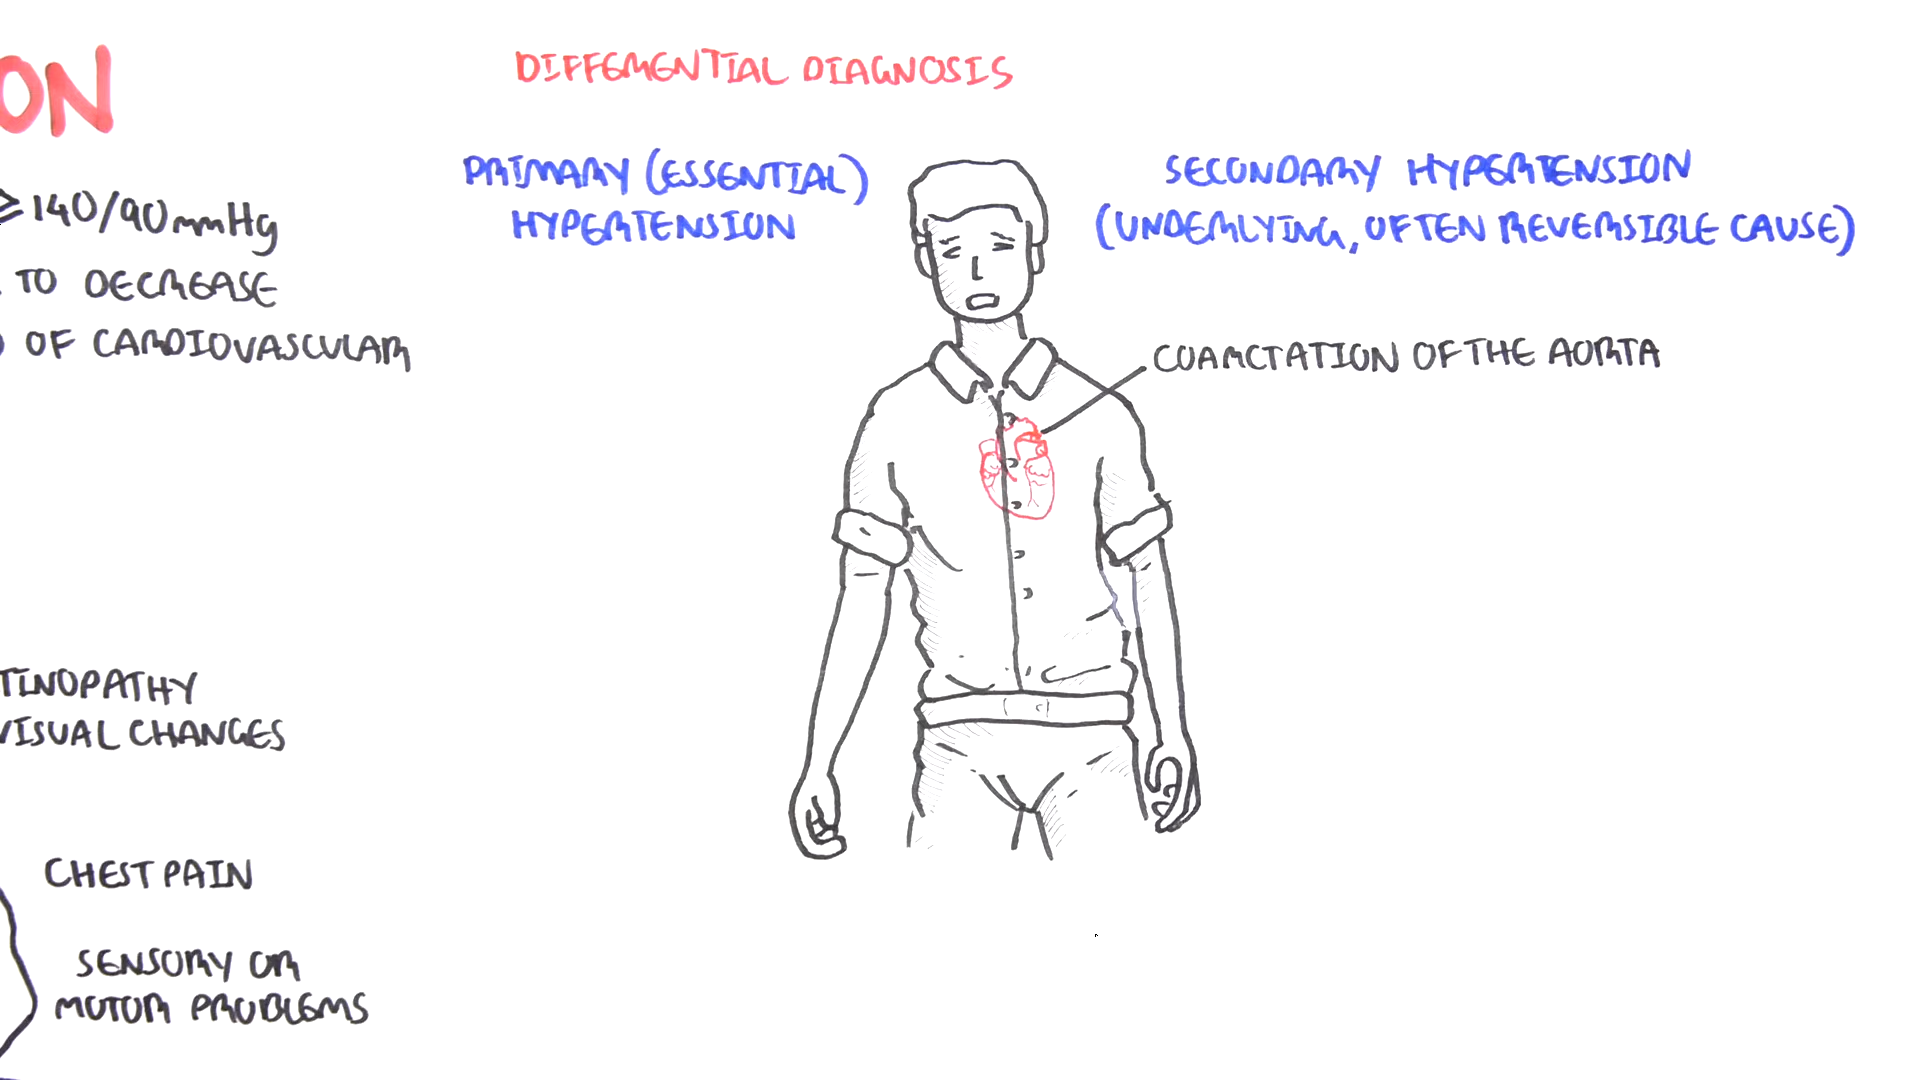 ON
≥140/90mmHg
TO DECREASE
OF CARDIOVASCULAR
TINOPATHY
VISUAL CHANGES
CHEST PAIN
SENSORY OR
MOTOR PROBLEMS
DIFFERENTIAL DIAGNOSIS
PRIMARY (ESSENTIAL)
HYPERTENSION
SECONDARY HYPERTENSION
(UNDERLYING, OFTEN REVERSIBLE CAUSE)
COARCTATION OF THE AORTA